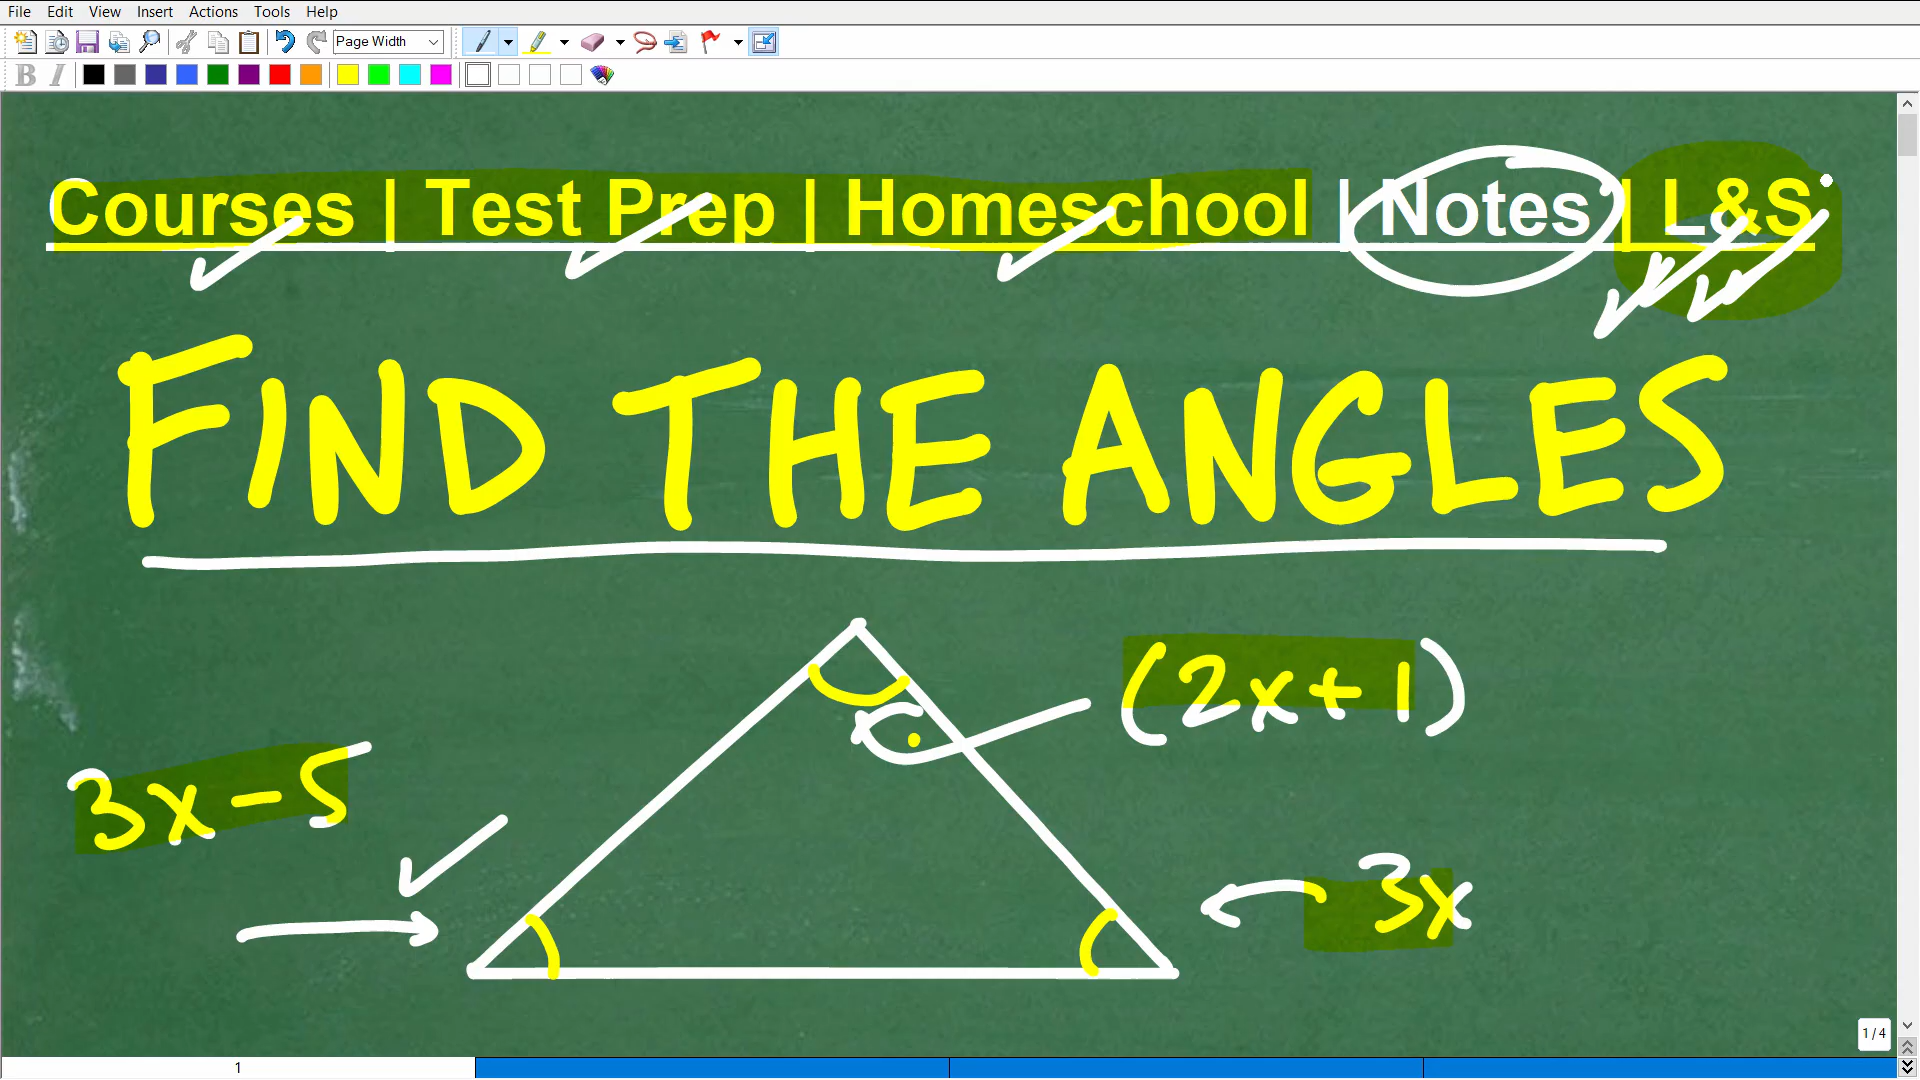 File Edit View Insert Actions Tools Help
Page Width
B I
Courses | Test Prep | Homeschool | Notes | L&S
FIND THE ANGLES
(2x+1)
3x-5
3x
1 / 4
1